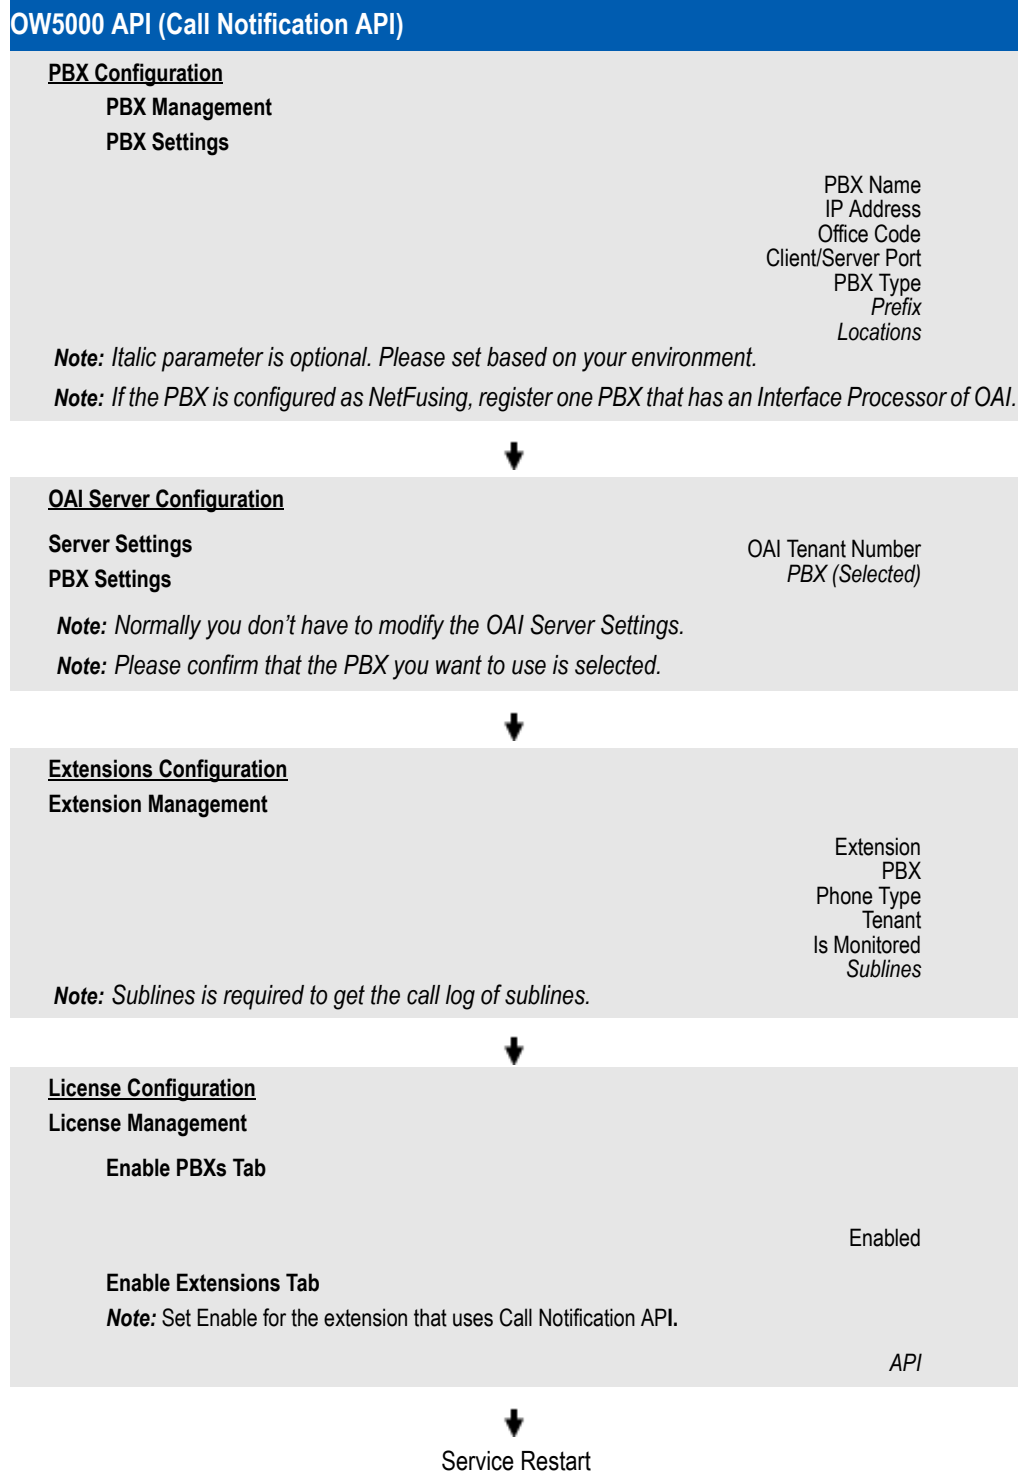 OW5000 API (Call Notification API)
PBX Configuration
PBX Management
PBX Settings
PBX Name
IP Address
Office Code
Client/Server Port
PBX Type
Prefix
Locations
Note: Italic parameter is optional. Please set based on your environment.
Note: If the PBX is configured as NetFusing, register one PBX that has an Interface Processor of OAI.
OAI Server Configuration
Server Settings
OAI Tenant Number
PBX Settings
PBX (Selected)
Note: Normally you don't have to modify the OAI Server Settings.
Note: Please confirm that the PBX you want to use is selected.
Extensions Configuration
Extension Management
Extension
PBX
Phone Type
Tenant
Is Monitored
Sublines
Note: Sublines is required to get the call log of sublines.
License Configuration
License Management
Enable PBXs Tab
Enabled
Enable Extensions Tab
Note: Set Enable for the extension that uses Call Notification API.
API
Service Restart